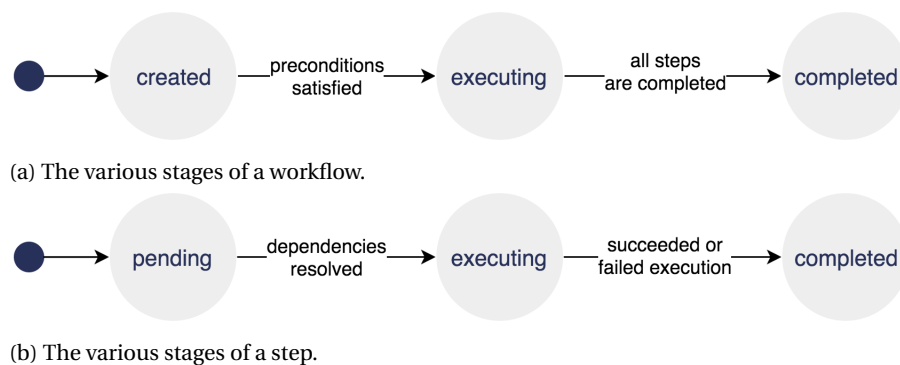 created
preconditions
satisfied
executing
all steps
are completed
completed
(a) The various stages of a workflow.
pending
dependencies
resolved
executing
succeeded or
failed execution
completed
(b) The various stages of a step.